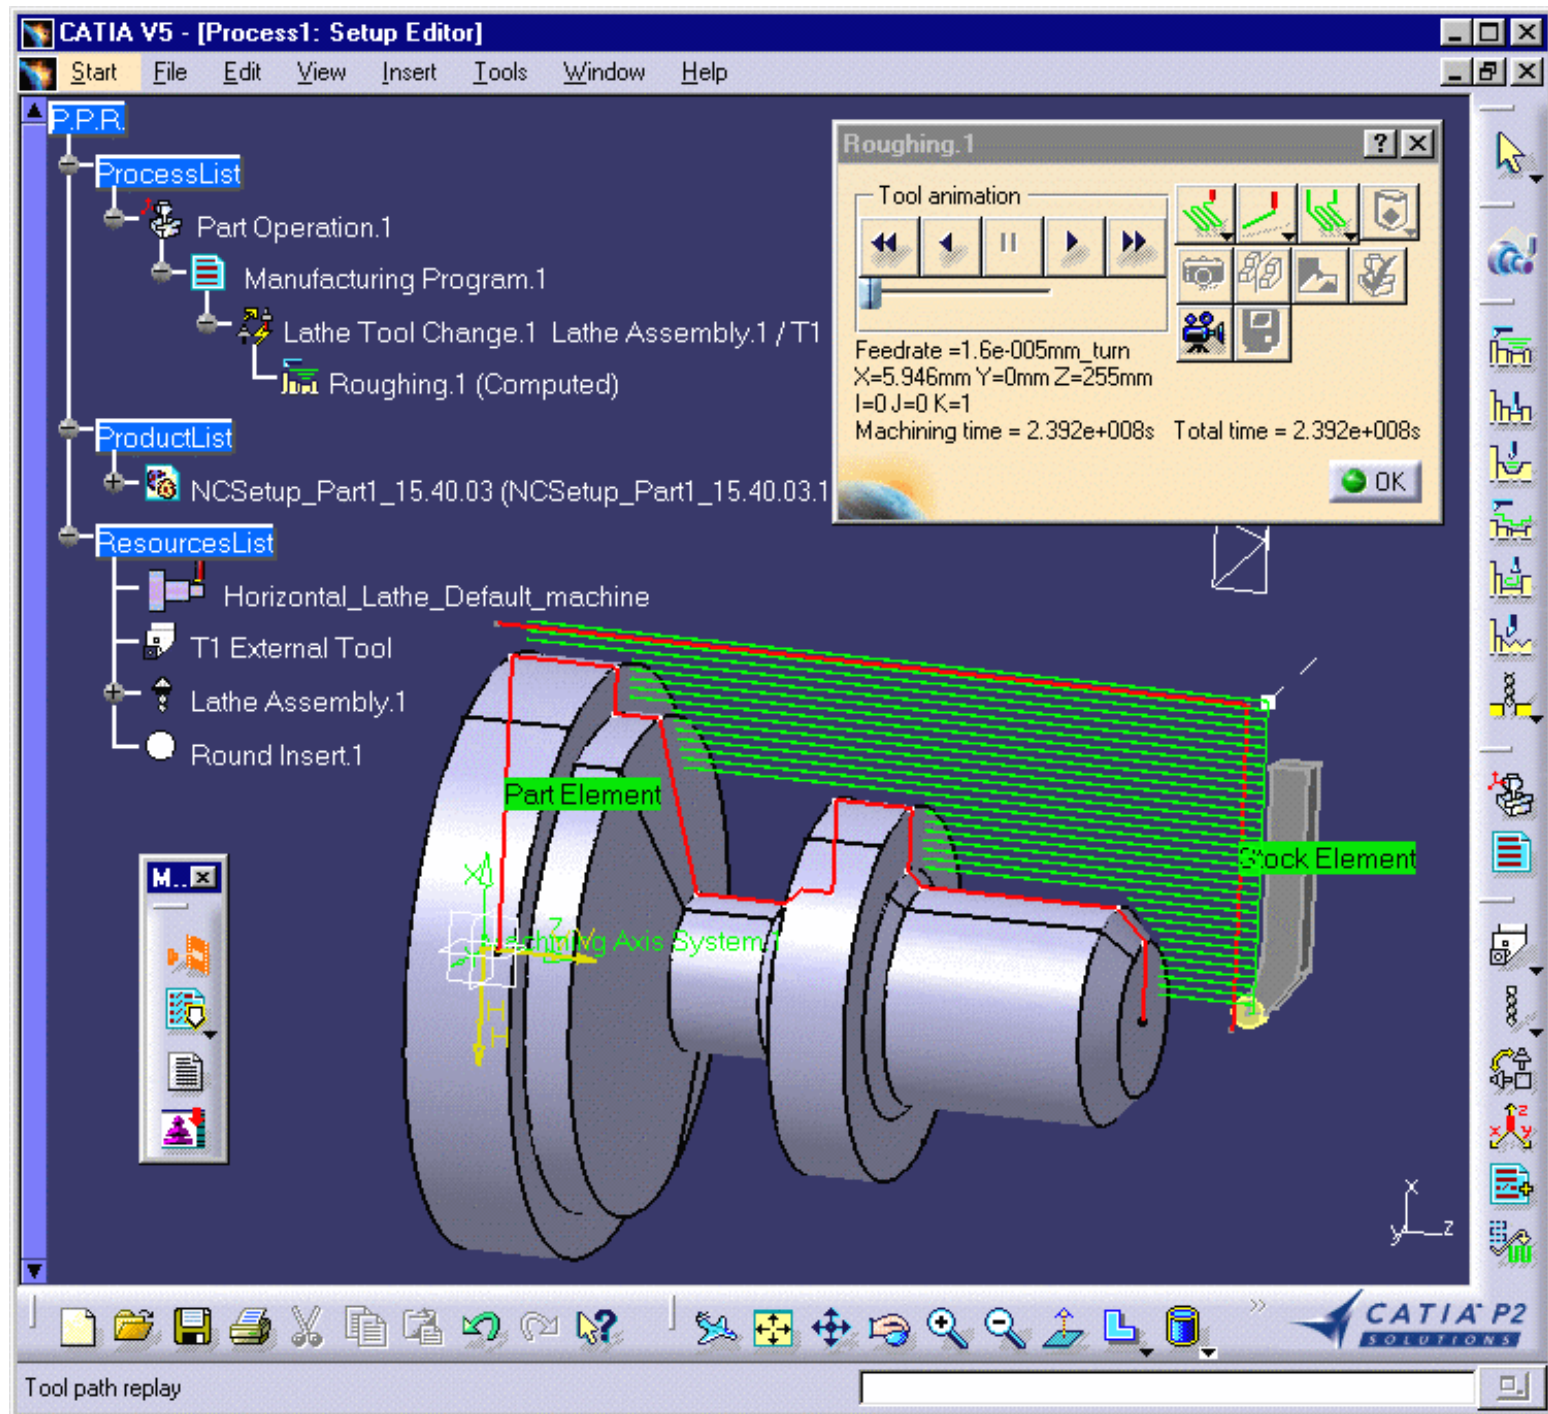 CATIA V5 - [Process1: Setup Editor]
Start File Edit View Insert Tools Window Help
P.P.R.
ProcessList
Part Operation.1
Manufacturing Program.1
Lathe Tool Change.1 Lathe Assembly.1 / T1
Roughing.1 (Computed)
ProductList
NCSetup_Part1_15.40.03 (NCSetup_Part1_15.40.03.1
ResourcesList
Horizontal_Lathe_Default_machine
T1 External Tool
Lathe Assembly.1
Round Insert.1
Roughing.1
Tool animation
Feedrate =1.6e-005mm_turn
X=5.946mm Y=0mm Z=255mm
I=0 J=0 K=1
Machining time = 2.392e+008s Total time = 2.392e+008s
OK
Part Element
Stock Element
X
Z
Y
achining Axis System.1
H
H
M...
x
y
z
z
x
y
CATIA P2
SOLUTIONS
Tool path replay